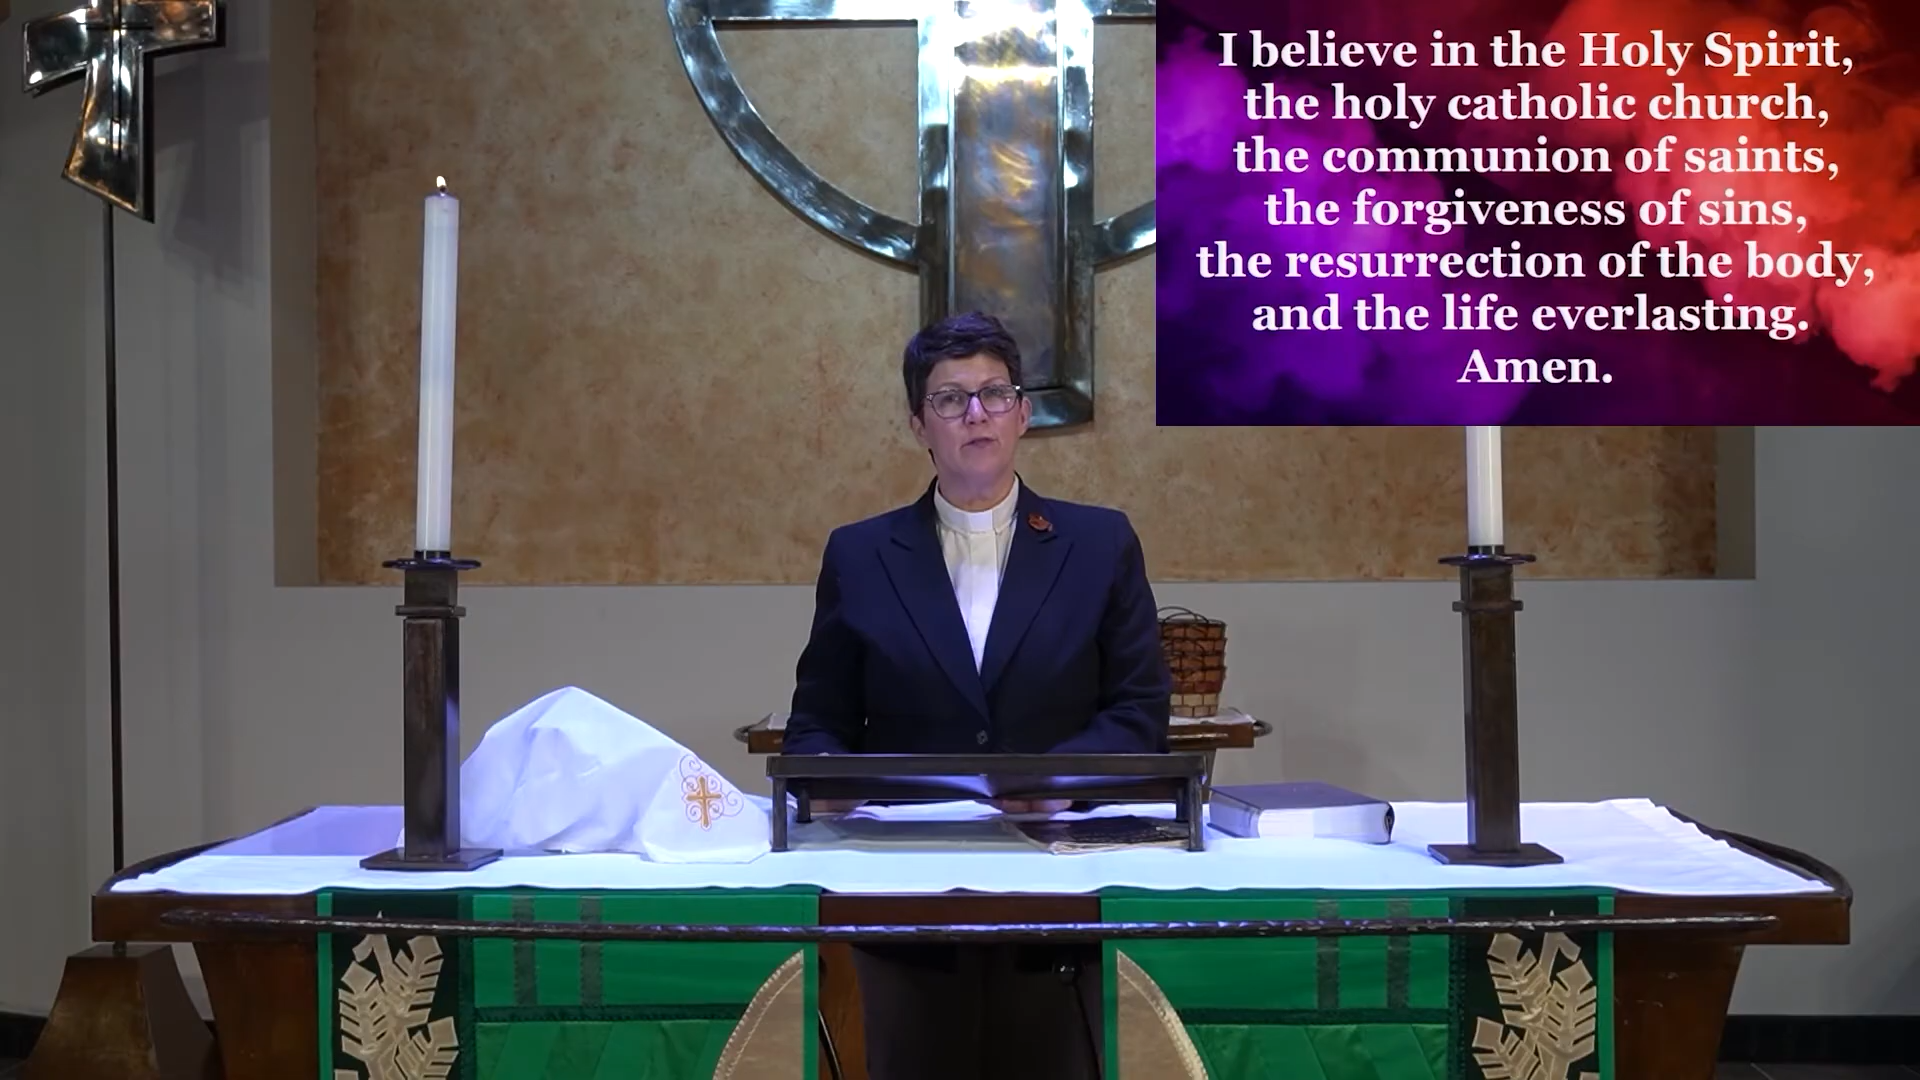 I believe in the Holy Spirit,
the holy catholic church,
the communion of saints,
the forgiveness of sins,
the resurrection of the body,
and the life everlasting.
Amen.